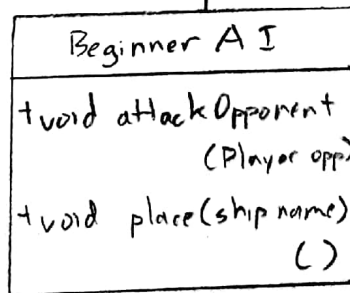 Beginner AI
+void attackOpponent
(Player opp)
+void place(ship name)
()